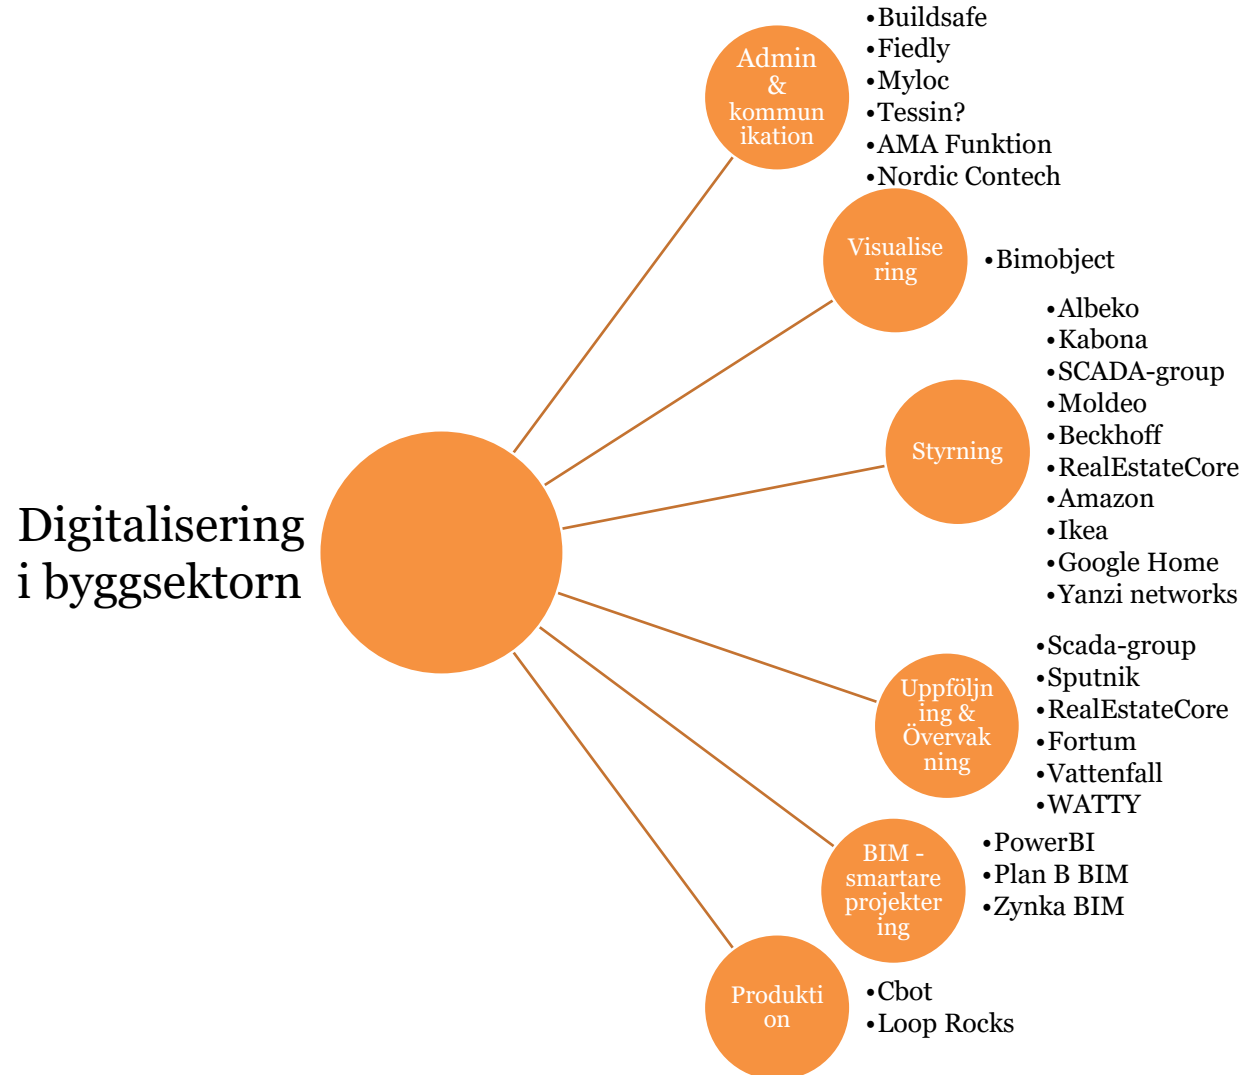 Digitalisering
i byggsektorn
Admin
&
kommun
ikation
•Buildsafe
•Fiedly
•Myloc
•Tessin?
•AMA Funktion
•Nordic Contech
Visualise
ring
•Bimobject
Styrning
•Albeko
•Kabona
•SCADA-group
•Moldeo
•Beckhoff
•RealEstateCore
•Amazon
•Ikea
•Google Home
•Yanzi networks
Uppföljn
ing &
Övervak
ning
•Scada-group
•Sputnik
•RealEstateCore
•Fortum
•Vattenfall
•WATTY
BIM -
smartare
projekter
ing
•PowerBI
•Plan B BIM
•Zynka BIM
Produkti
on
•Cbot
•Loop Rocks